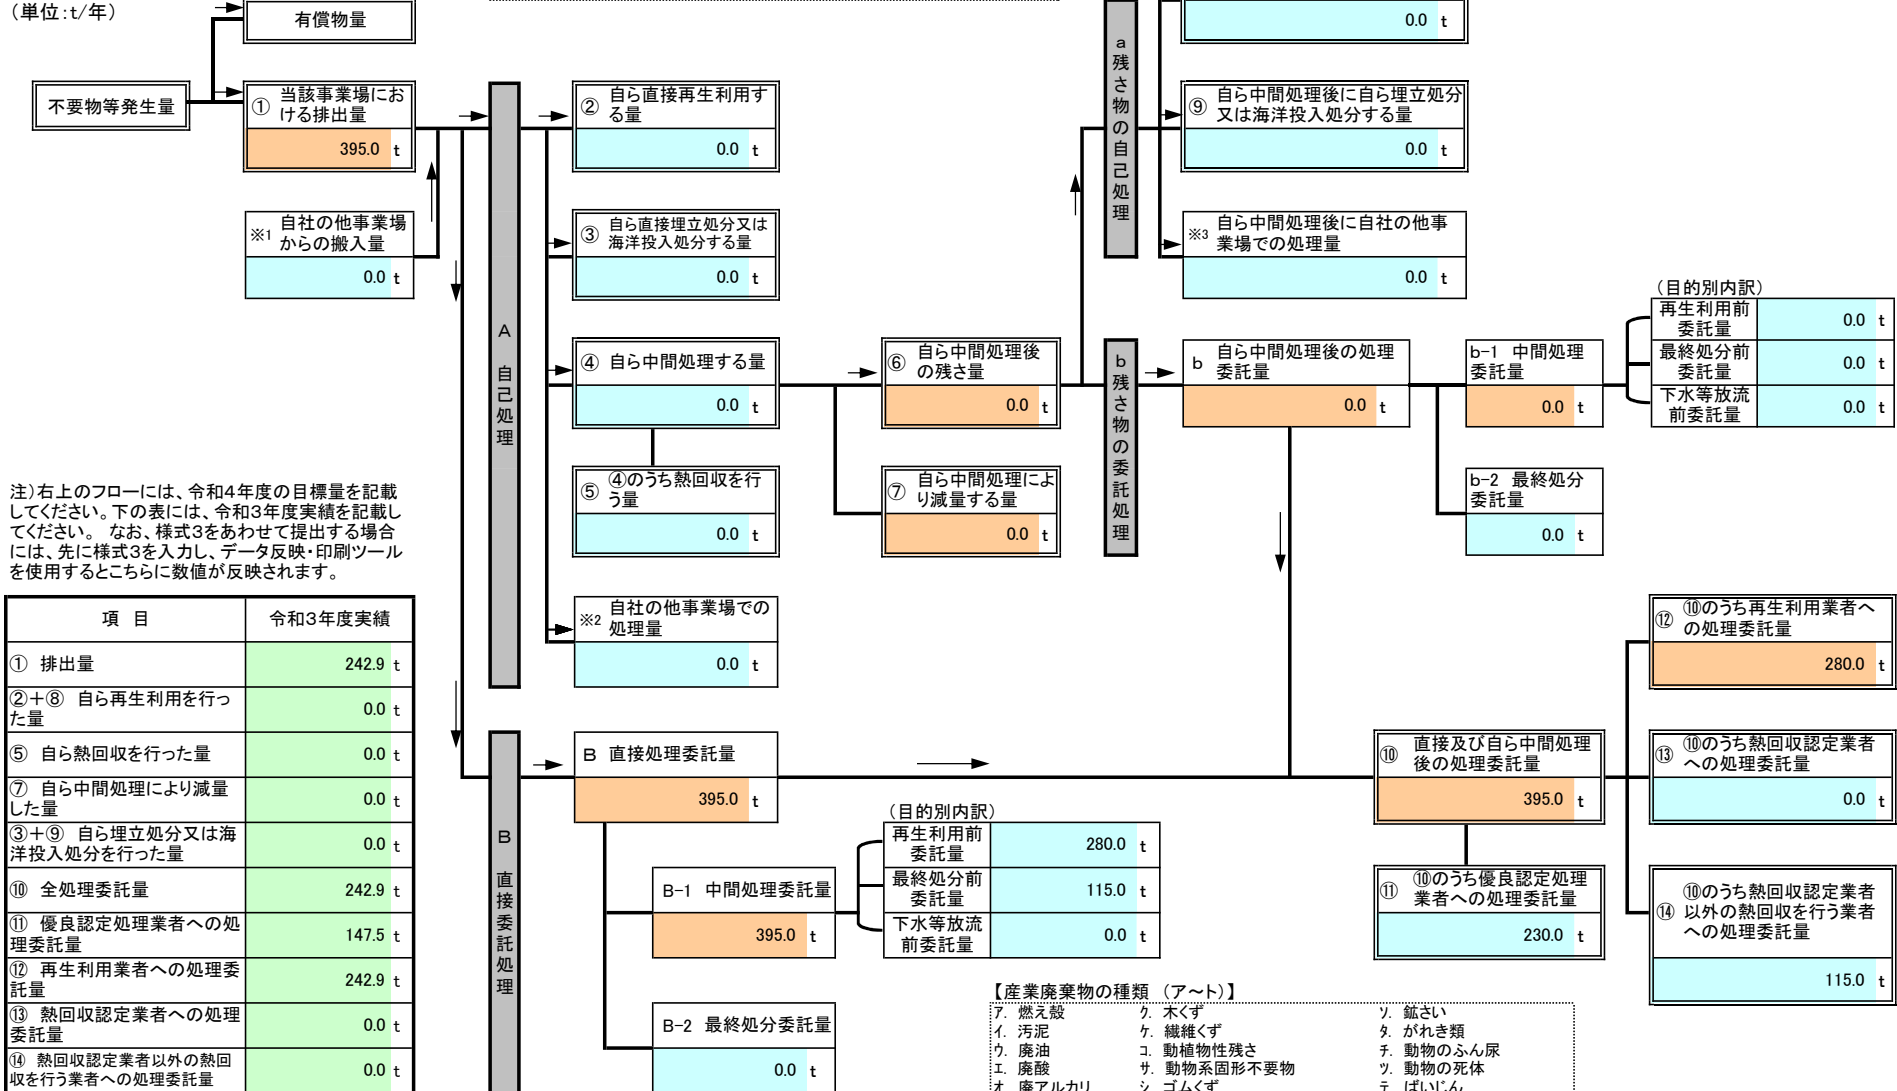 （単位：t/年）
有償物量
0.0 t
不要物等発生量
① 当該事業場にお
ける排出量
395.0 t
② 自ら直接再生利用す
る量
0.0 t
a 残さ物の自己処理
⑨ 自ら中間処理後に自ら埋立処分
又は海洋投入処分する量
0.0 t
※1 自社の他事業場
からの搬入量
0.0 t
③ 自ら直接埋立処分又は
海洋投入処分する量
0.0 t
※3 自ら中間処理後に自社の他事
業場での処理量
0.0 t
A 自己処理
④ 自ら中間処理する量
0.0 t
⑥ 自ら中間処理後
の残さ量
0.0 t
b 残さ物の委託処理
b 自ら中間処理後の処理
委託量
0.0 t
b-1 中間処理
委託量
0.0 t
（目的別内訳）
再生利用前
委託量
0.0 t
最終処分前
委託量
0.0 t
下水等放流
前委託量
0.0 t
⑤ ④のうち熱回収を行
う量
0.0 t
⑦ 自ら中間処理によ
り減量する量
0.0 t
b-2 最終処分
委託量
0.0 t
注）右上のフローには、令和4年度の目標量を記載
してください。下の表には、令和3年度実績を記載し
てください。 なお、様式3をあわせて提出する場合
には、先に様式3を入力し、データ反映・印刷ツール
を使用するとこちらに数値が反映されます。
※2 自社の他事業場での
処理量
0.0 t
項 目 令和3年度実績
① 排出量 242.9 t
②＋⑧ 自ら再生利用を行っ
た量 0.0 t
⑤ 自ら熱回収を行った量 0.0 t
⑦ 自ら中間処理により減量
した量 0.0 t
③＋⑨ 自ら埋立処分又は海
洋投入処分を行った量 0.0 t
⑩ 全処理委託量 242.9 t
⑪ 優良認定処理業者への処
理委託量 147.5 t
⑫ 再生利用業者への処理委
託量 242.9 t
⑬ 熱回収認定業者への処理
委託量 0.0 t
⑭ 熱回収認定業者以外の熱回
収を行う業者への処理委託量 0.0 t
B 直接委託処理
B 直接処理委託量
395.0 t
B-1 中間処理委託量
395.0 t
（目的別内訳）
再生利用前
委託量
280.0 t
最終処分前
委託量
115.0 t
下水等放流
前委託量
0.0 t
B-2 最終処分委託量
0.0 t
⑩ 直接及び自ら中間処理
後の処理委託量
395.0 t
⑪ ⑩のうち優良認定処理
業者への処理委託量
230.0 t
⑫ ⑩のうち再生利用業者へ
の処理委託量
280.0 t
⑬ ⑩のうち熱回収認定業者
への処理委託量
0.0 t
⑭ ⑩のうち熱回収認定業者
以外の熱回収を行う業者
への処理委託量
115.0 t
【産業廃棄物の種類 （ア～ト）】
ア. 燃え殻 ク. 木くず ソ. 鉱さい
イ. 汚泥 ケ. 繊維くず タ. がれき類
ウ. 廃油 コ. 動植物性残さ チ. 動物のふん尿
エ. 廃酸 サ. 動物系固形不要物 ツ. 動物の死体
オ. 廃アルカリ シ. ゴムくず テ. ばいじん